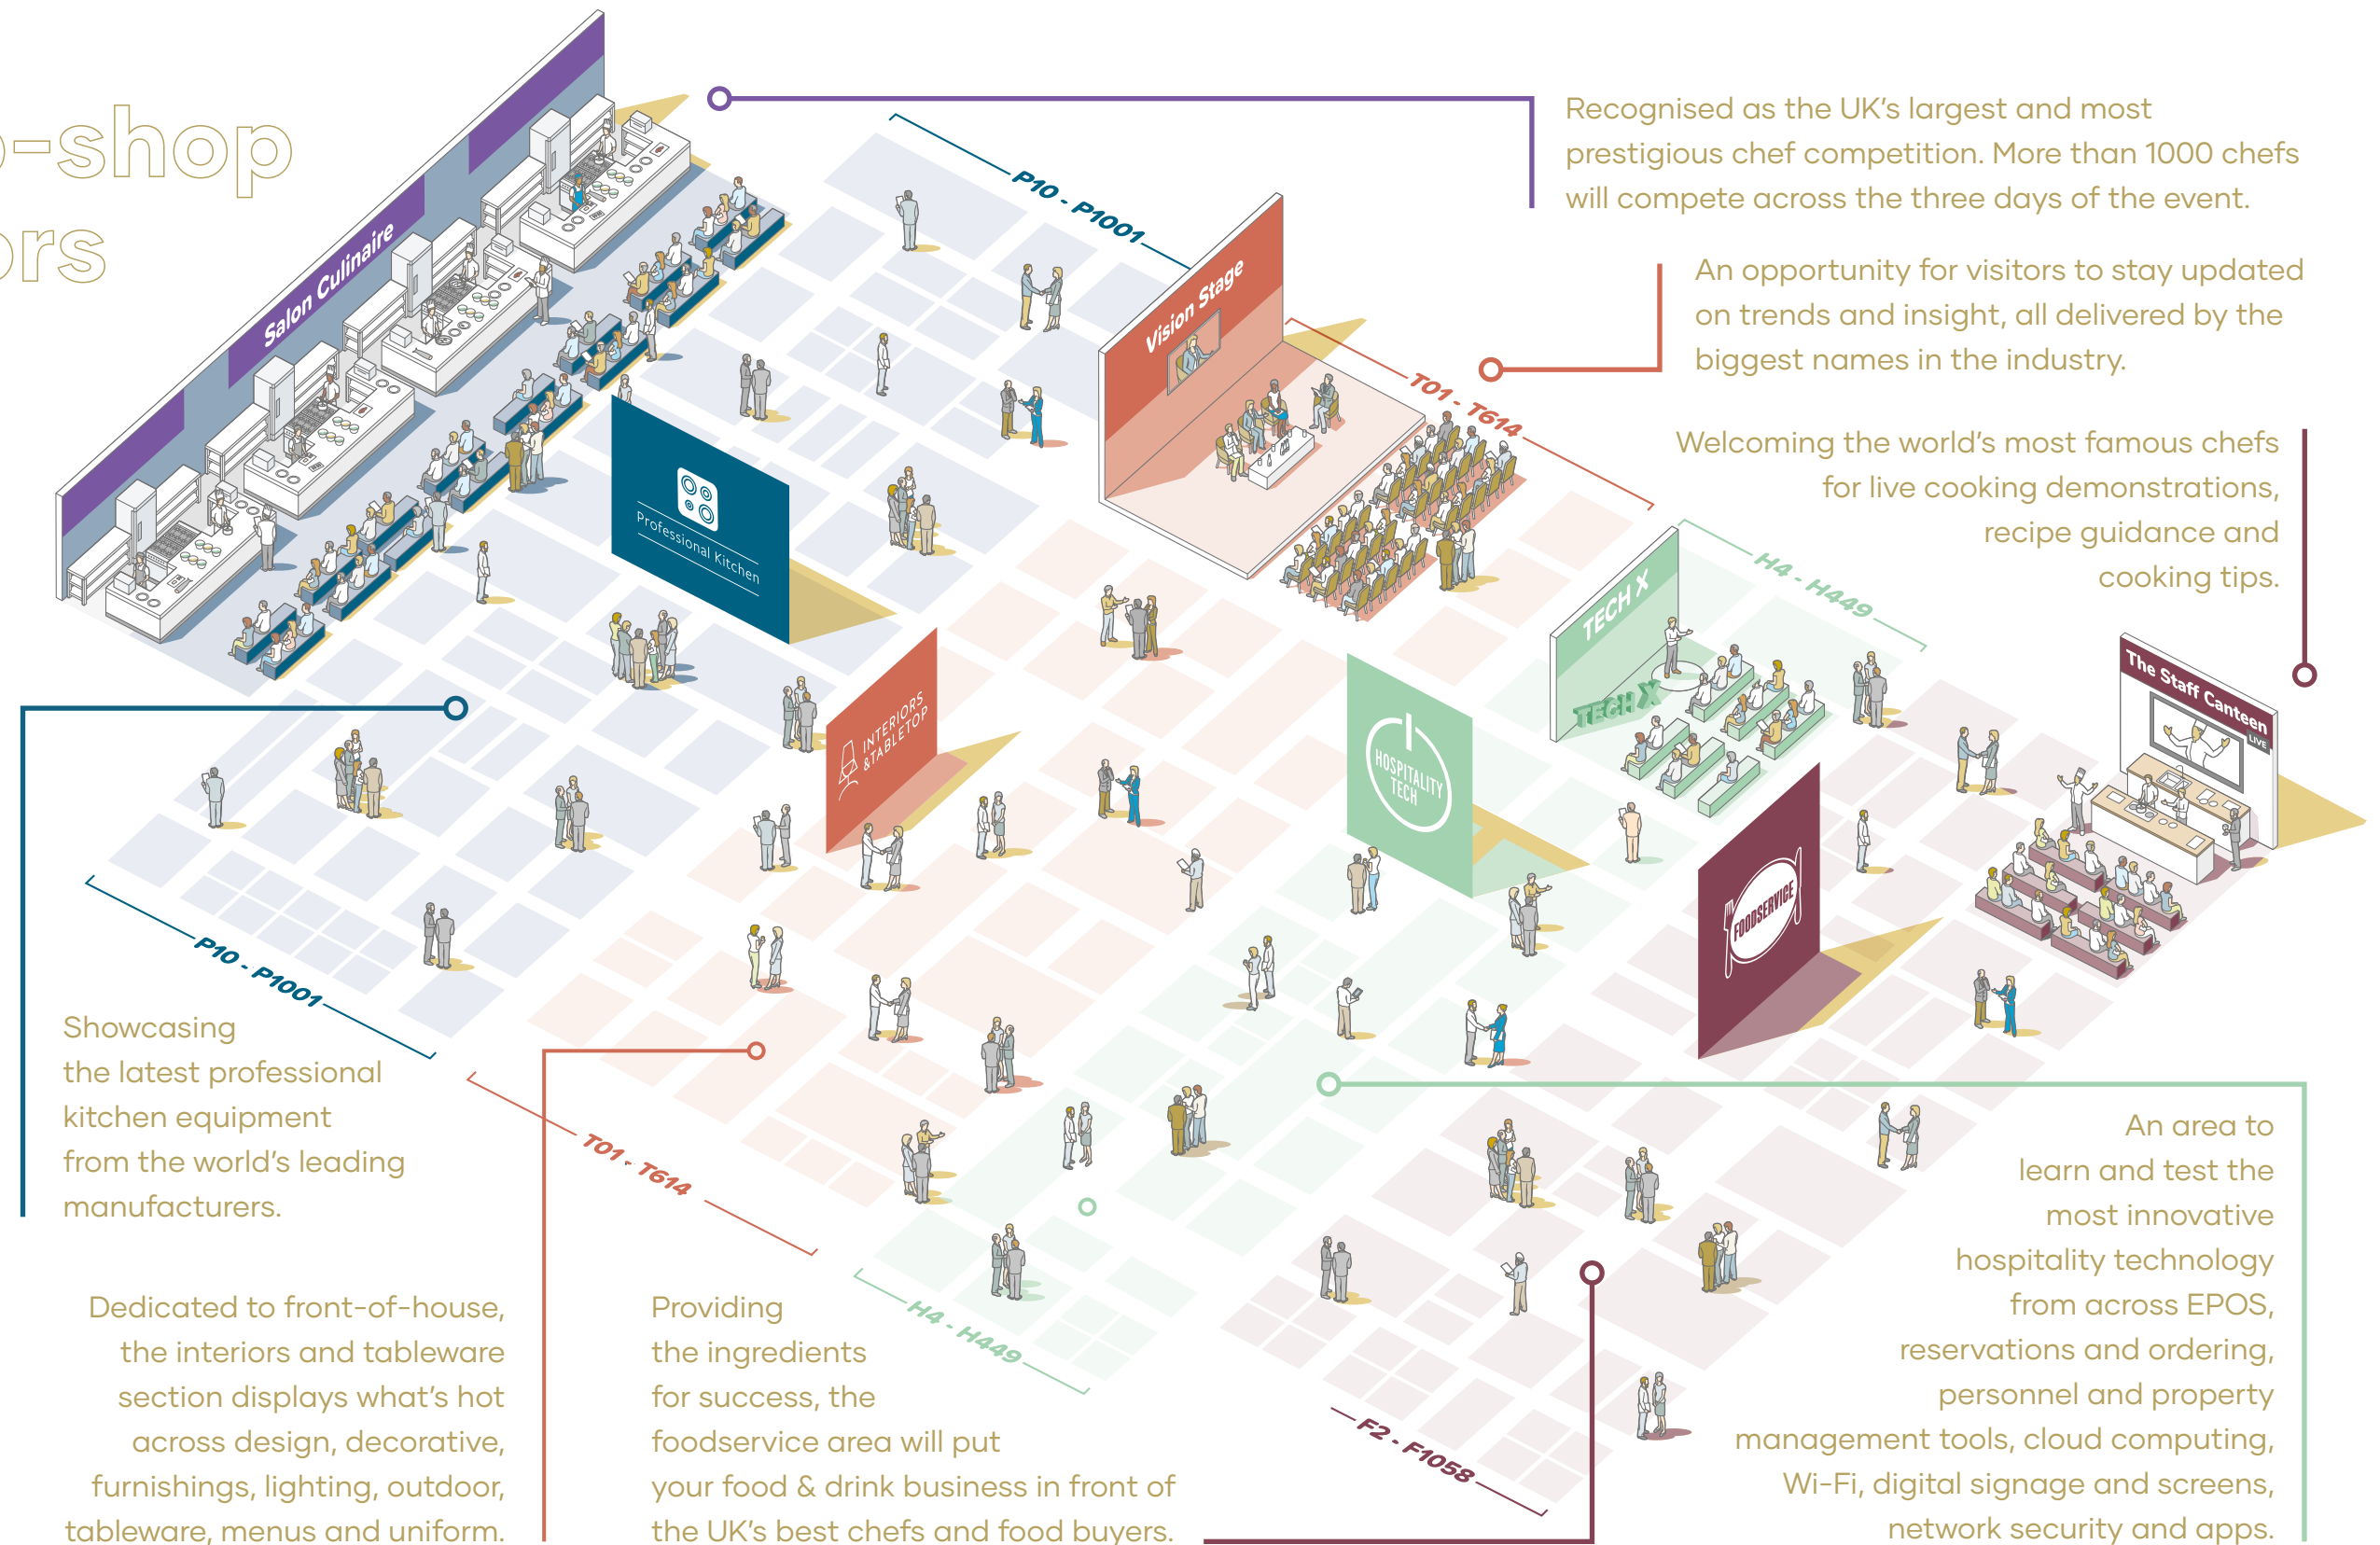 -shop
ors
Salon Culinaire
P10 - P1001
Recognised as the UK's largest and most
prestigious chef competition. More than 1000 chefs
will compete across the three days of the event.
Vision Stage
T01 - T614
An opportunity for visitors to stay updated
on trends and insight, all delivered by the
biggest names in the industry.
Welcoming the world's most famous chefs
for live cooking demonstrations,
recipe guidance and
cooking tips.
Professional Kitchen
TECH X
TECH X
H4 - H449
The Staff Canteen
LIVE
INTERIORS
&TABLETOP
HOSPITALITY
TECH
FOODSERVICE
P10 - P1001
Showcasing
the latest professional
kitchen equipment
from the world's leading
manufacturers.
T01 - T614
Dedicated to front-of-house,
the interiors and tableware
section displays what's hot
across design, decorative,
furnishings, lighting, outdoor,
tableware, menus and uniform.
H4 - H449
Providing
the ingredients
for success, the
foodservice area will put
your food & drink business in front of
the UK's best chefs and food buyers.
F2 - F1058
An area to
learn and test the
most innovative
hospitality technology
from across EPOS,
reservations and ordering,
personnel and property
management tools, cloud computing,
Wi-Fi, digital signage and screens,
network security and apps.